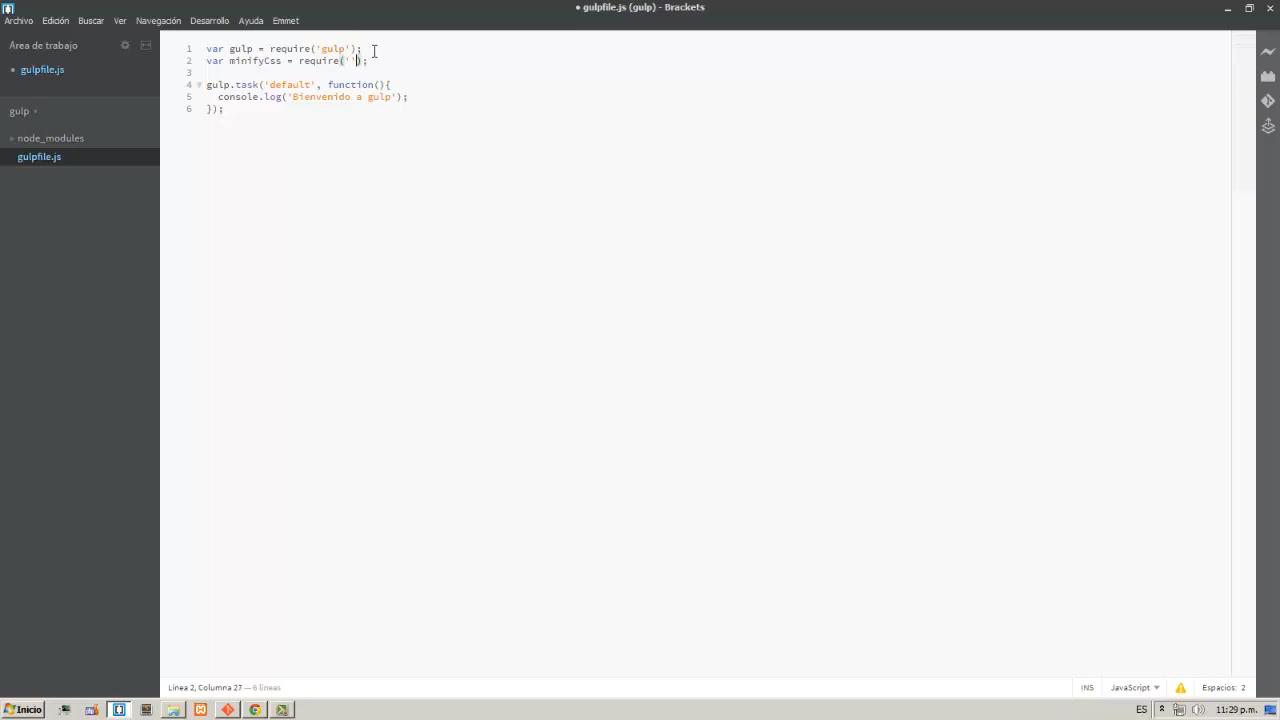 • gulpfile.js (gulp) - Brackets
Archivo Edición Buscar Ver Navegación Desarrollo Ayuda Emmet
Área de trabajo
• gulpfile.js
gulp
node_modules
gulpfile.js
1 var gulp = require('gulp');
2 var minifyCss = require('');
3
4 gulp.task('default', function(){
5 console.log('Bienvenido a gulp');
6 });
Línea 2, Columna 27 — 6 líneas
INS JavaScript Espacios: 2
Inicio ES 11:29 p.m.